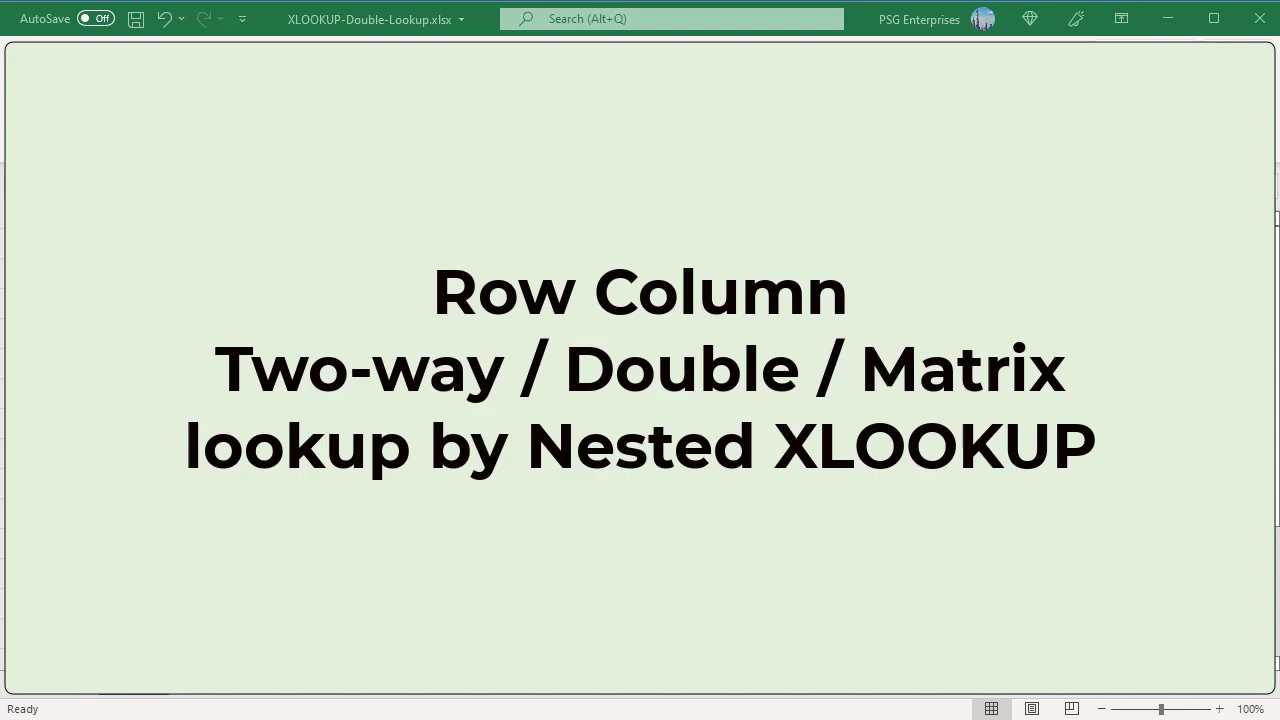 AutoSave Off XLOOKUP-Double-Lookup.xlsx Search (Alt+Q) PSG Enterprises
Row Column
Two-way / Double / Matrix
lookup by Nested XLOOKUP
Ready 100%